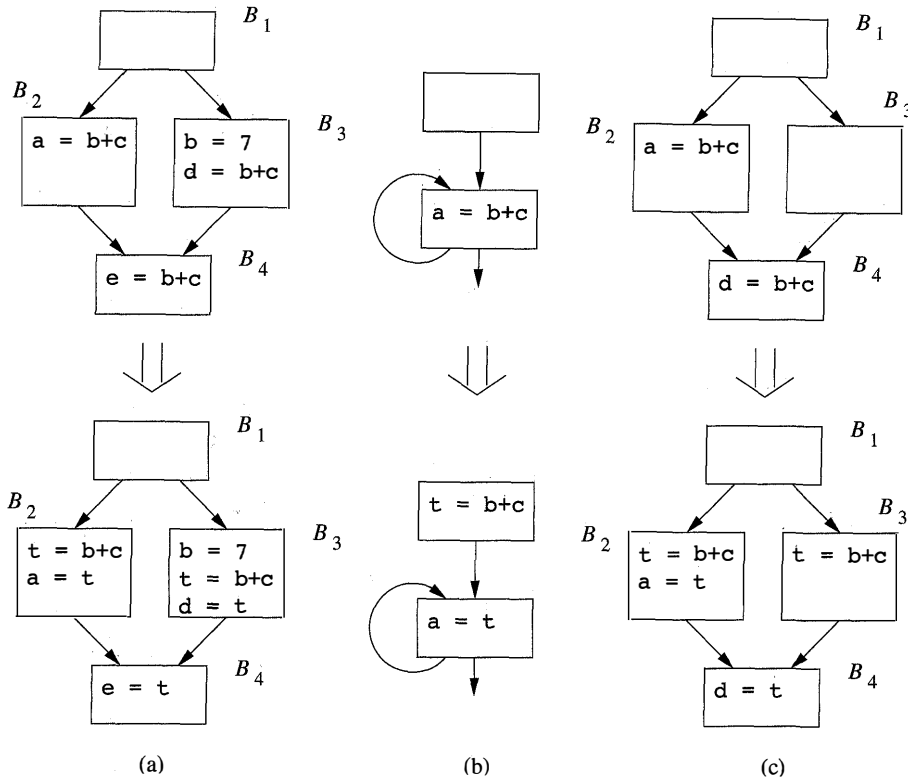 B1
B2
a = b+c
b = 7
d = b+c
B3
e = b+c
B4
a = b+c
B1
B2
a = b+c
B3
d = b+c
B4
B1
B2
t = b+c
a = t
b = 7
t = b+c
d = t
B3
e = t
B4
t = b+c
a = t
B1
B2
t = b+c
a = t
B3
t = b+c
d = t
B4
(a)
(b)
(c)